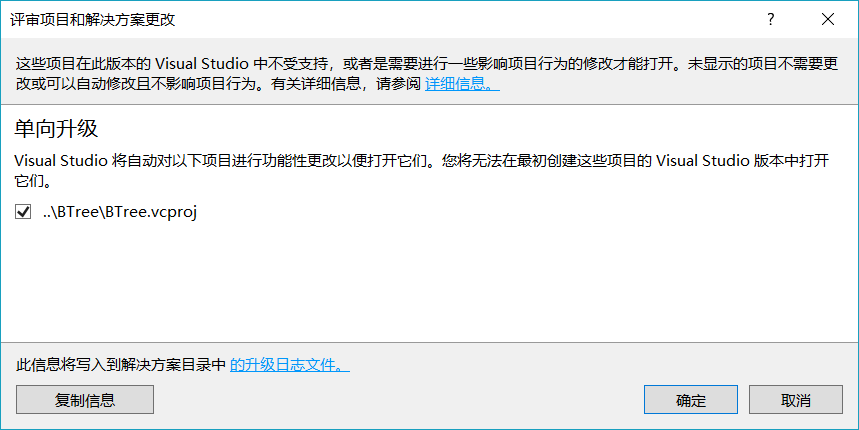 评审项目和解决方案更改
?
这些项目在此版本的 Visual Studio 中不受支持，或者是需要进行一些影响项目行为的修改才能打开。未显示的项目不需要更
改或可以自动修改且不影响项目行为。有关详细信息，请参阅 详细信息。
单向升级
Visual Studio 将自动对以下项目进行功能性更改以便打开它们。您将无法在最初创建这些项目的 Visual Studio 版本中打开
它们。
..\BTree\BTree.vcproj
此信息将写入到解决方案目录中 的升级日志文件。
复制信息 确定 取消